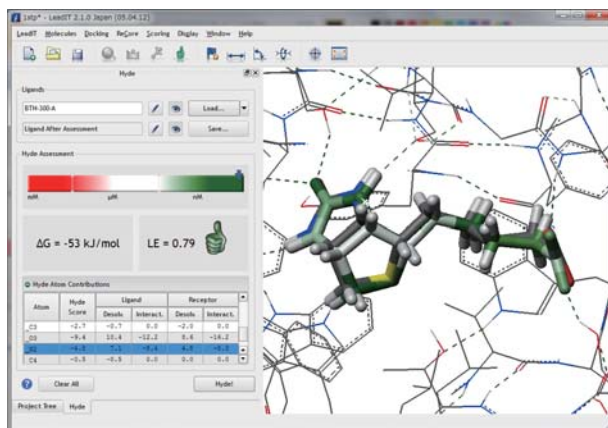 1stp* - LeadIT 2.1.0 Japan (05.04.12)
LeadIT Molecules Docking ReCore Scoring Display Window Help
Hyde
Ligands
BTN-300-A
Load...
Ligand After Assessment
Save...
Hyde Assessment
mM µM nM
ΔG = -53 kJ/mol LE = 0.79
Hyde Atom Contributions
Atom Hyde Score Ligand Receptor
Desolv. Interact. Desolv. Interact.
_C3 -2.7 -0.7 0.0 -2.0 0.0
_O3 -9.4 10.4 -12.2 8.6 -16.2
C4 -0.5 -0.5 0.0 0.0 0.0
Clear All Hyde!
Project Tree Hyde